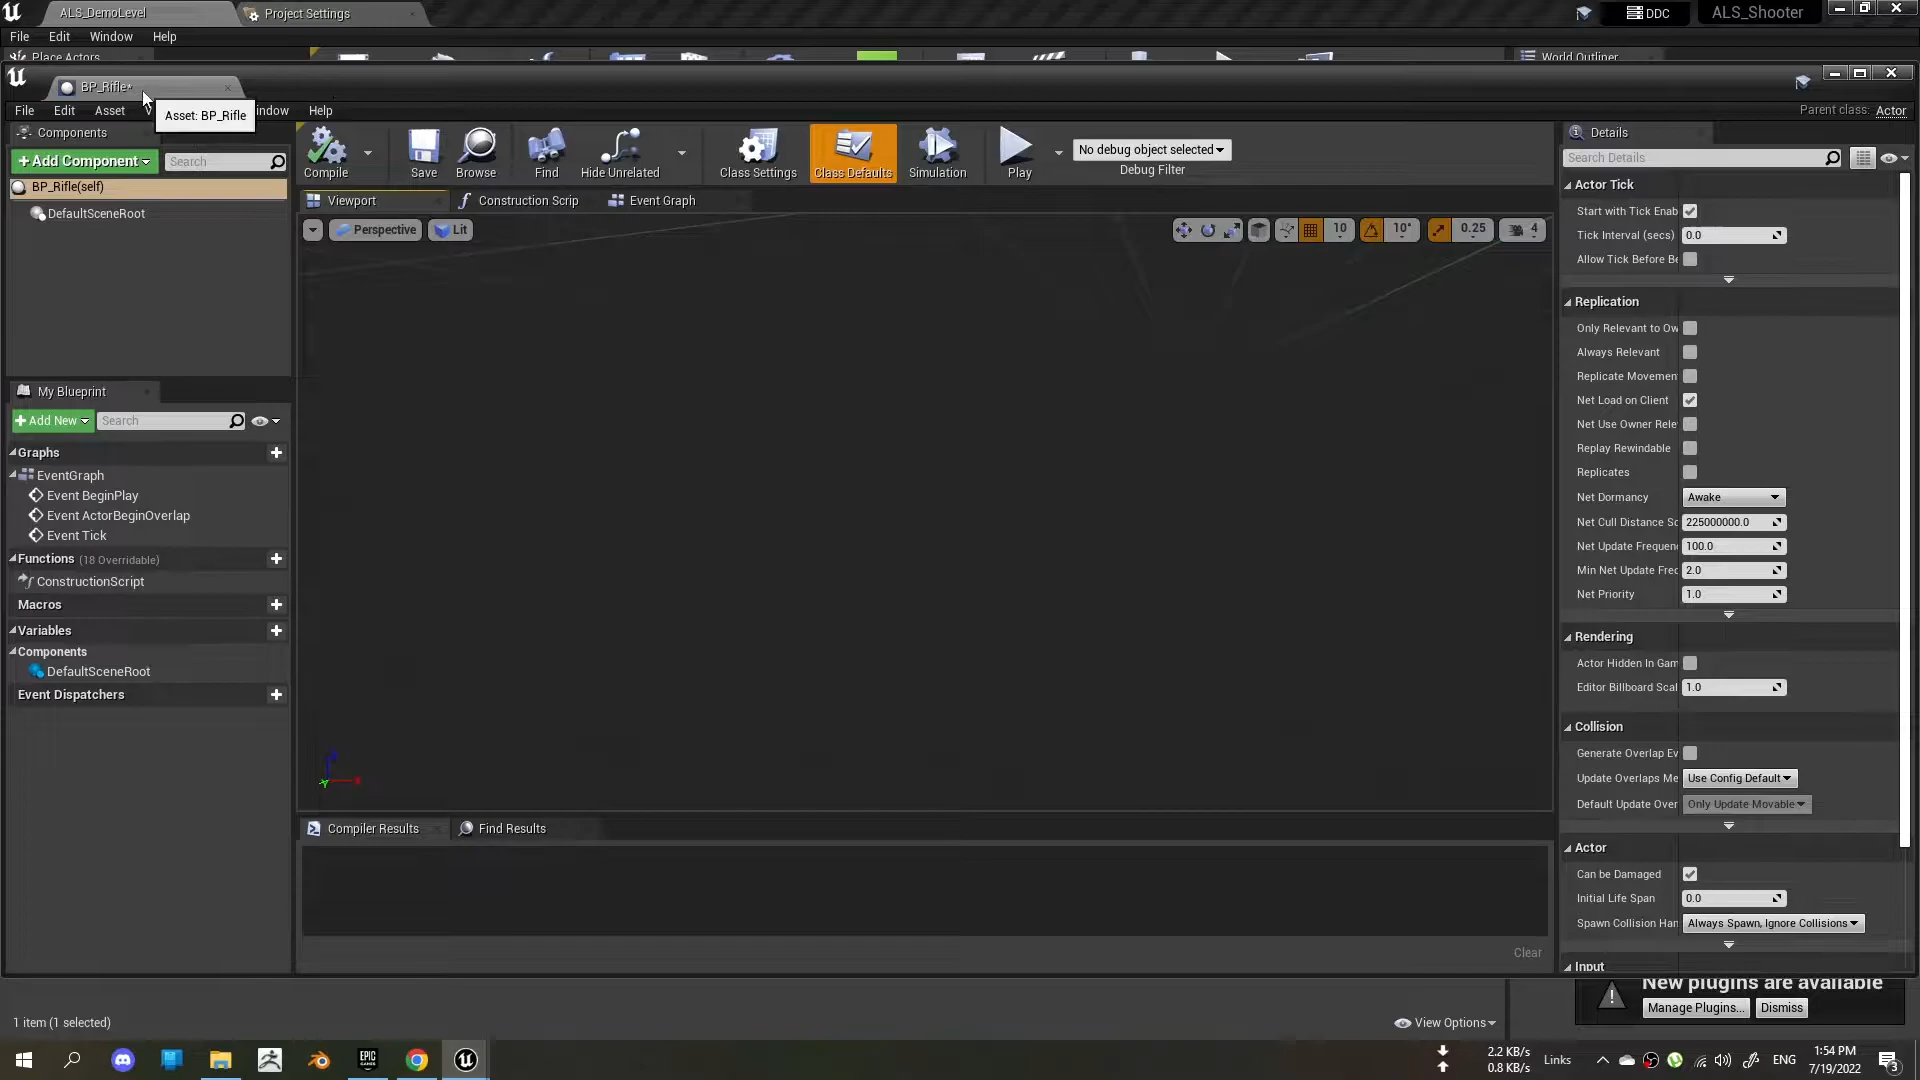 ALS_DemoLevel
Project Settings
DDC
ALS_Shooter
File
Edit
Window
Help
Place Actors
World Outliner
BP_Rifle*
Asset: BP_Rifle
File
Edit
Asset
indow
Help
Parent class: Actor
Components
+Add Component
Search
BP_Rifle(self)
DefaultSceneRoot
Compile
Save
Browse
Find
Hide Unrelated
Class Settings
Class Defaults
Simulation
Play
No debug object selected
Debug Filter
Viewport
Construction Scrip
Event Graph
Perspective
Lit
10
10°
0.25
4
My Blueprint
+Add New
Search
Graphs
EventGraph
Event BeginPlay
Event ActorBeginOverlap
Event Tick
Functions (18 Overridable)
ConstructionScript
Macros
Variables
Components
DefaultSceneRoot
Event Dispatchers
Compiler Results
Find Results
Clear
Details
Search Details
Actor Tick
Start with Tick Enab
Tick Interval (secs) 0.0
Allow Tick Before Be
Replication
Only Relevant to Ow
Always Relevant
Replicate Movemen
Net Load on Client
Net Use Owner Rele
Replay Rewindable
Replicates
Net Dormancy Awake
Net Cull Distance Sc 225000000.0
Net Update Frequen 100.0
Min Net Update Frec 2.0
Net Priority 1.0
Rendering
Actor Hidden In Gam
Editor Billboard Scal 1.0
Collision
Generate Overlap Ev
Update Overlaps Me Use Config Default
Default Update Over Only Update Movable
Actor
Can be Damaged
Initial Life Span 0.0
Spawn Collision Han Always Spawn, Ignore Collisions
Input
New plugins are available
Manage Plugins... Dismiss
1 item (1 selected)
View Options
EPIC GAMES
2.2 KB/s
0.8 KB/s
Links
ENG
1:54 PM
7/19/2022
3